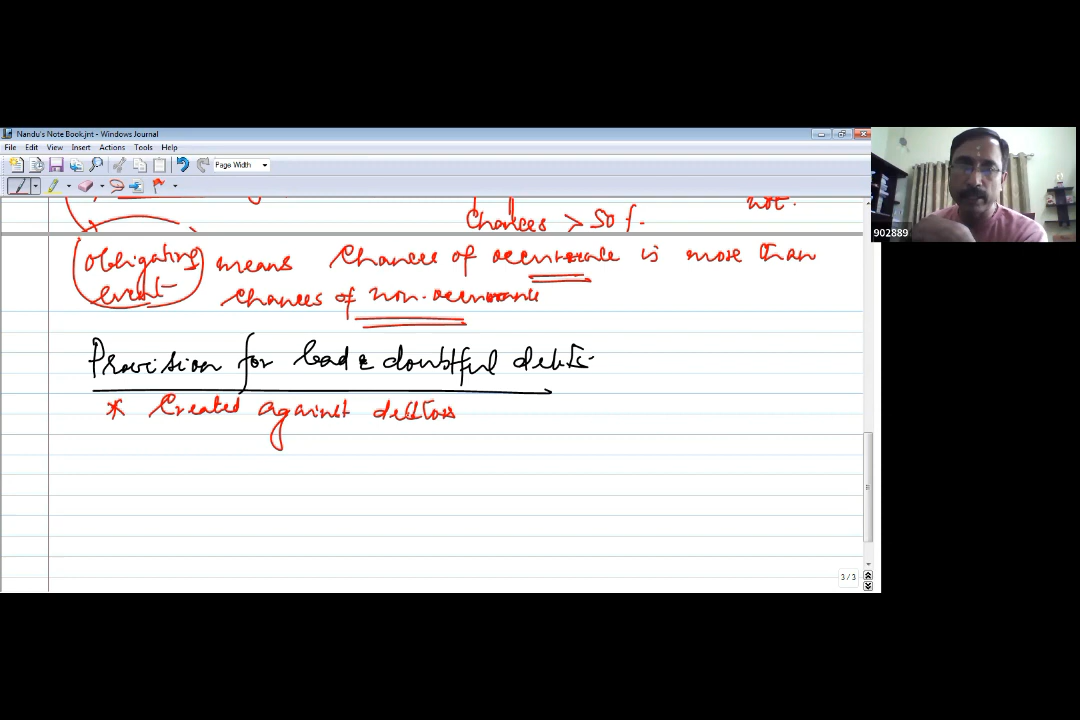 Nandu's Note Book.jnt - Windows Journal
File Edit View Insert Actions Tools Help
Page Width
not.
Chances > 50 %
Obligating means Chances of occurrence is more than
event chances of non-occurrence
Provision for bad & doubtful debts.
* Created against debtors
3 / 3
902889